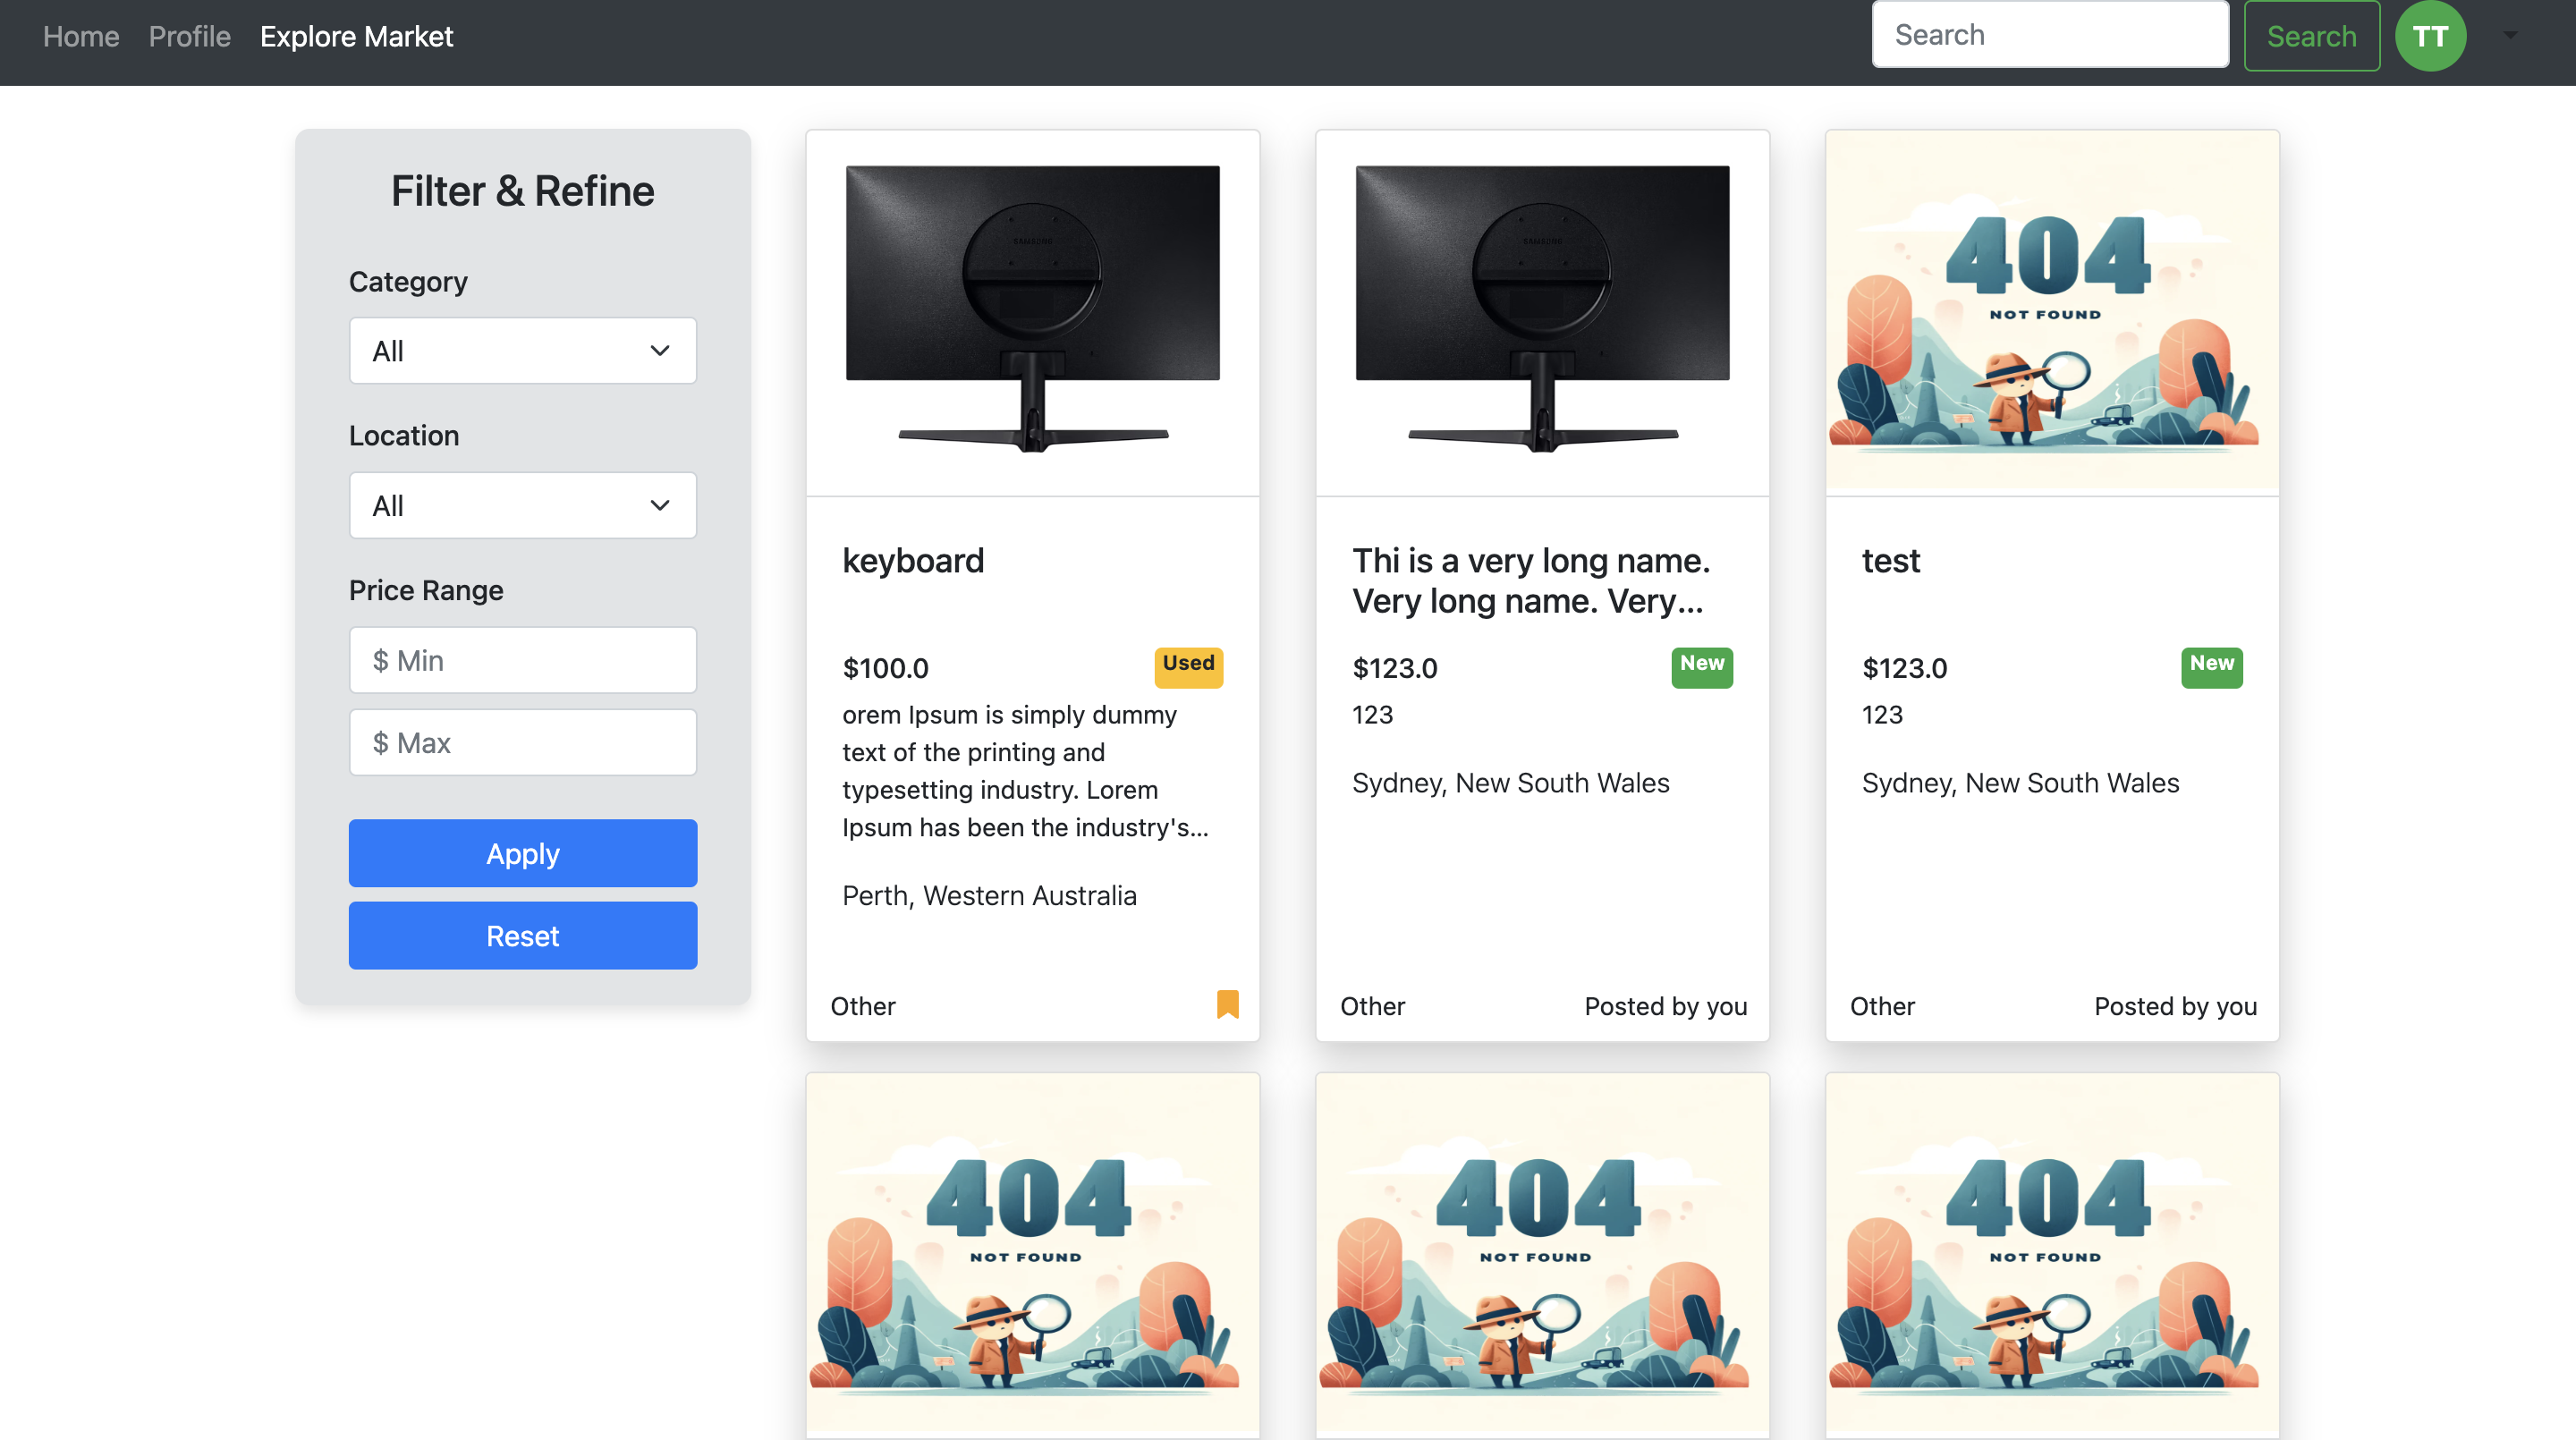 Home Profile Explore Market Search Search TT
Filter & Refine
Category
All
Location
All
Price Range
$ Min
$ Max
Apply
Reset
SAMSUNG
keyboard
$100.0 Used
orem Ipsum is simply dummy
text of the printing and
typesetting industry. Lorem
Ipsum has been the industry's...
Perth, Western Australia
Other
SAMSUNG
Thi is a very long name.
Very long name. Very...
$123.0 New
123
Sydney, New South Wales
Other Posted by you
404
NOT FOUND
test
$123.0 New
123
Sydney, New South Wales
Other Posted by you
404
NOT FOUND
404
NOT FOUND
404
NOT FOUND